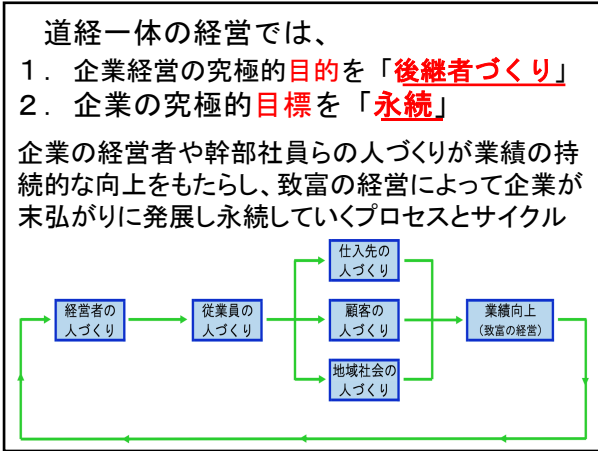 道経一体の経営では、
１．企業経営の究極的目的を「後継者づくり」
２．企業の究極的目標を「永続」
企業の経営者や幹部社員らの人づくりが業績の持
続的な向上をもたらし、致富の経営によって企業が
末弘がりに発展し永続していくプロセスとサイクル
仕入先の
人づくり
経営者の
人づくり
従業員の
人づくり
顧客の
人づくり
業績向上
（致富の経営）
地域社会の
人づくり